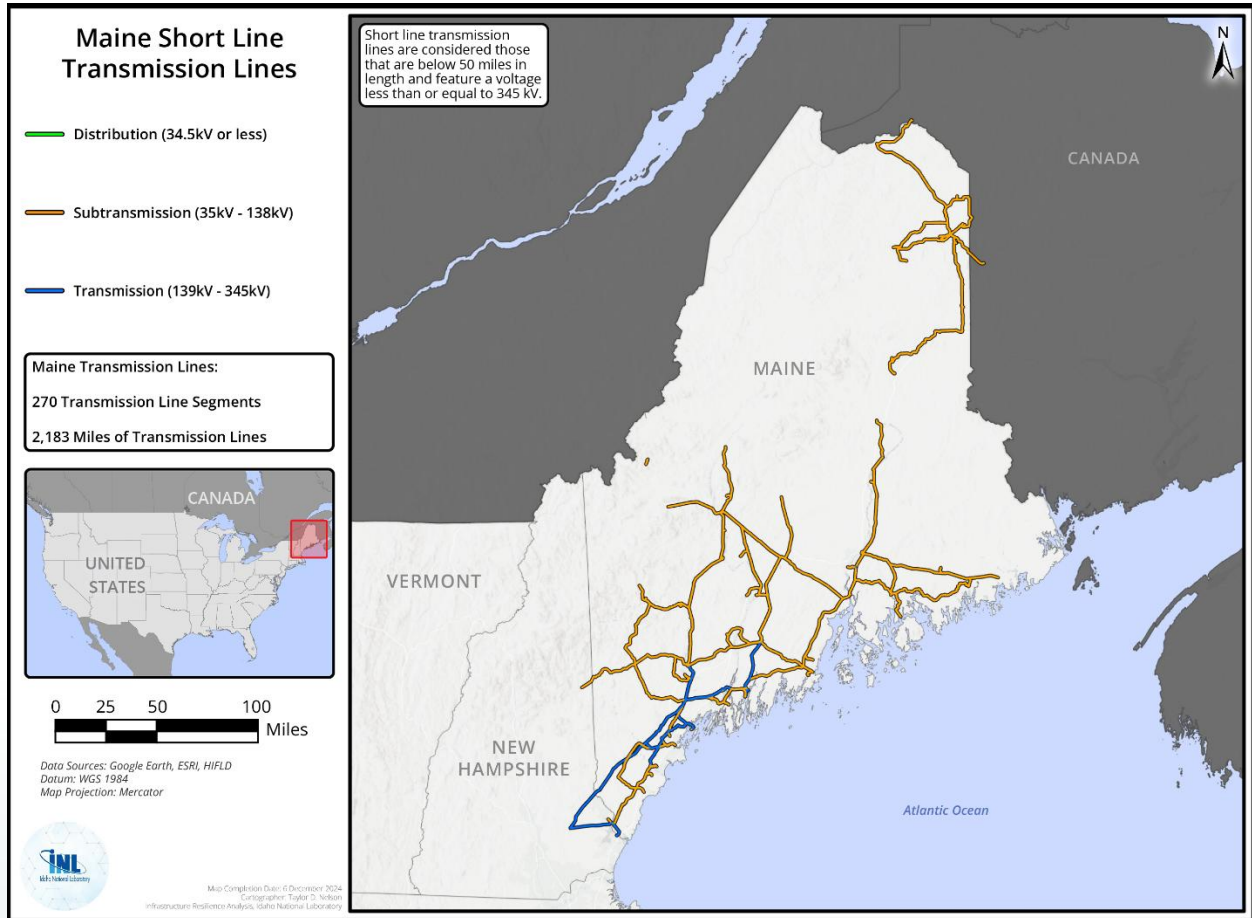 Maine Short Line
Transmission Lines
Distribution (34.5kV or less)
Subtransmission (35kV - 138kV)
Transmission (139kV - 345kV)
Maine Transmission Lines:
270 Transmission Line Segments
2,183 Miles of Transmission Lines
CANADA
UNITED
STATES
0 25 50 100
Miles
Data Sources: Google Earth, ESRI, HIFLD
Datum: WGS 1984
Map Projection: Mercator
INL
Idaho National Laboratory
Map Completion Date: 6 December 2024
Cartographer: Taylor D. Nelson
Infrastructure Resilience Analysis, Idaho National Laboratory
Short line transmission
lines are considered those
that are below 50 miles in
length and feature a voltage
less than or equal to 345 kV.
N
CANADA
MAINE
VERMONT
NEW
HAMPSHIRE
Atlantic Ocean